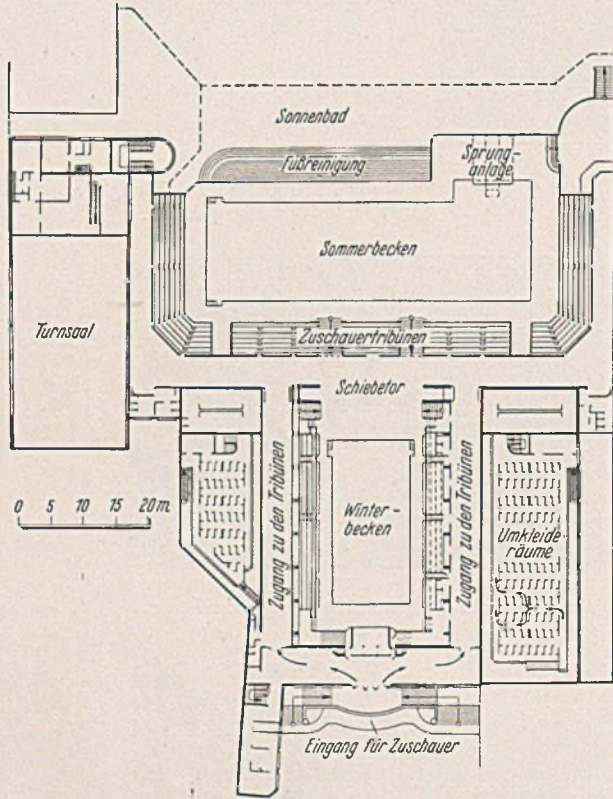 Sonnenbad
Fußreinigung
Sprung-
anlage
Sommerbecken
Turnsaal
Zuschauertribünen
Schiebetor
0 5 10 15 20 m
Zugang zu den Tribünen
Winter-
becken
Zugang zu den Tribünen
Umkleide
räume
Eingang für Zuschauer